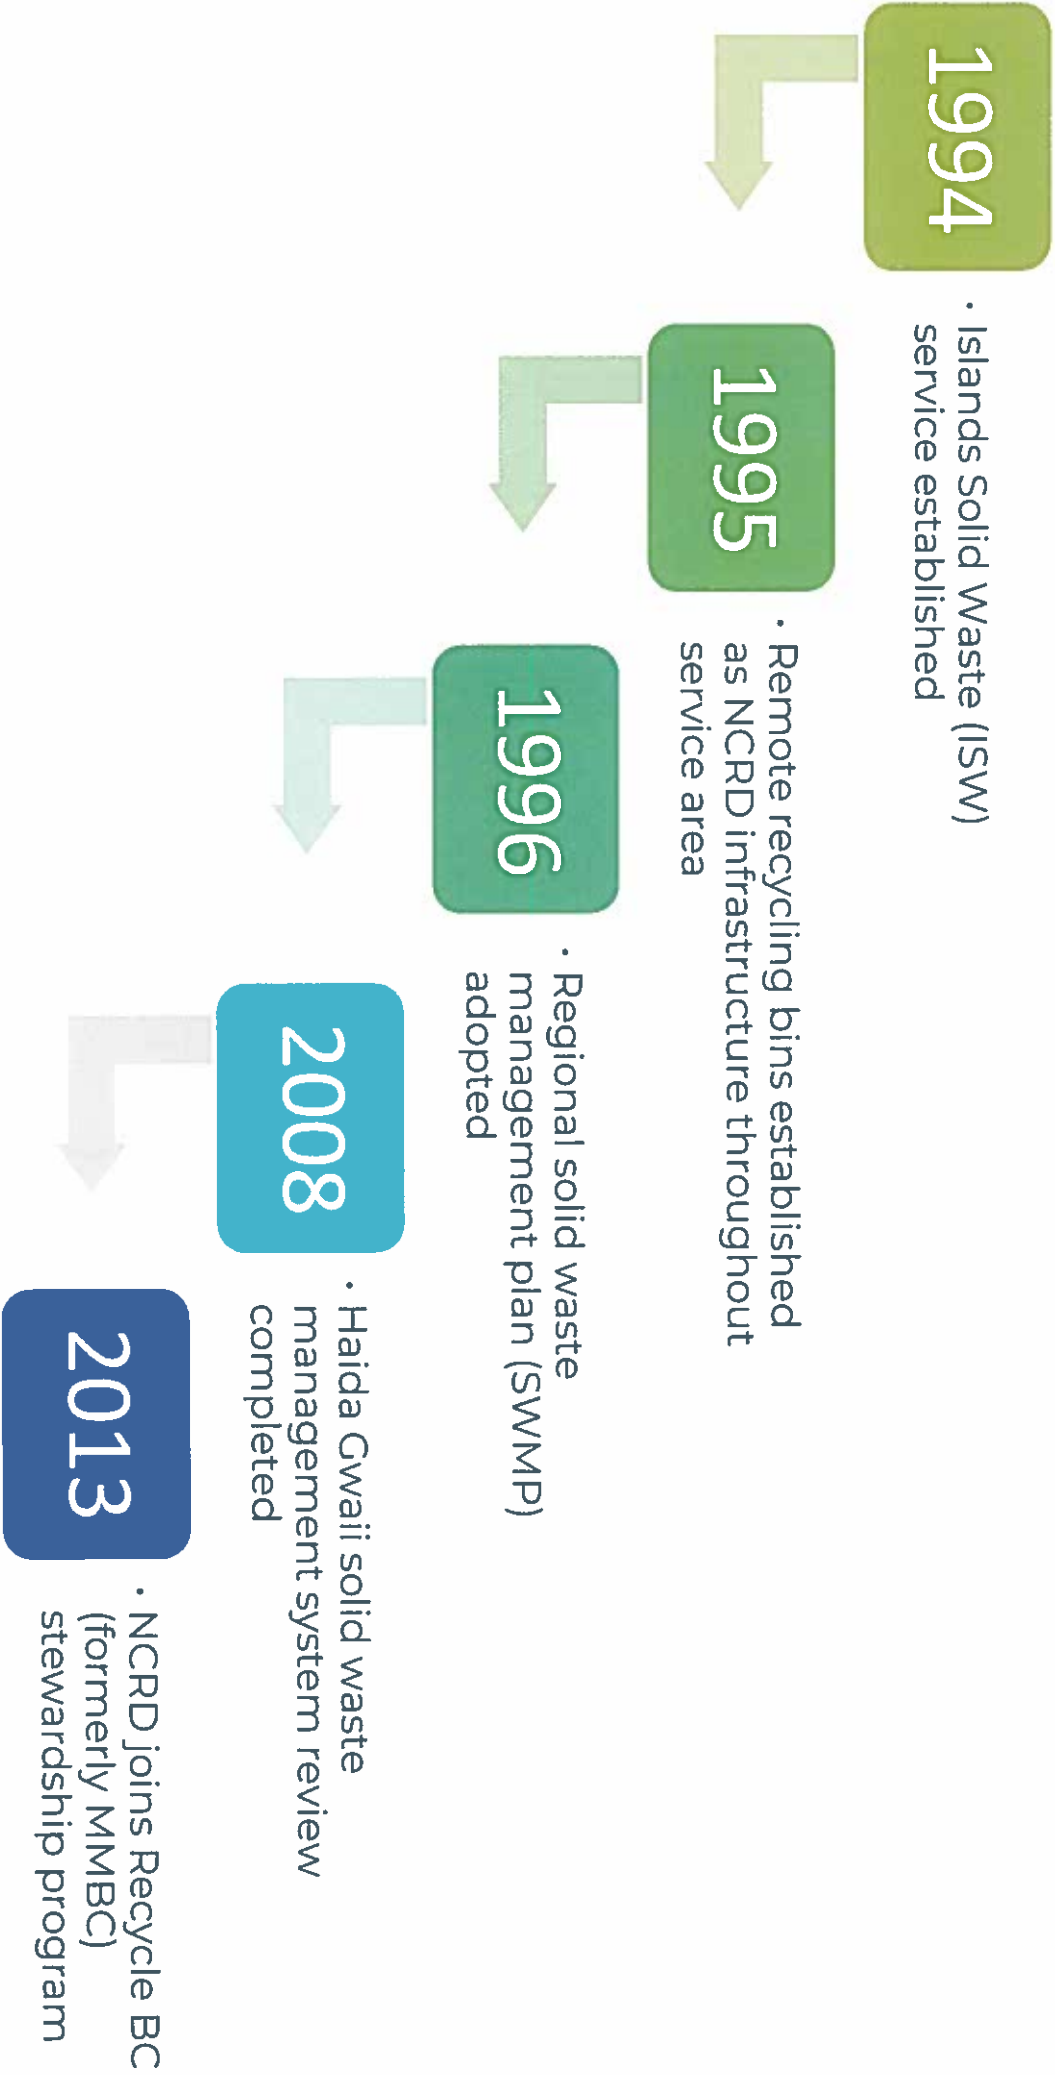 1994
· Islands Solid Waste (ISW)
service established
1995
· Remote recycling bins established
as NCRD infrastructure throughout
service area
1996
· Regional solid waste
management plan (SWMP)
adopted
2008
· Haida Gwaii solid waste
management system review
completed
2013
· NCRD joins Recycle BC
(formerly MMBC)
stewardship program